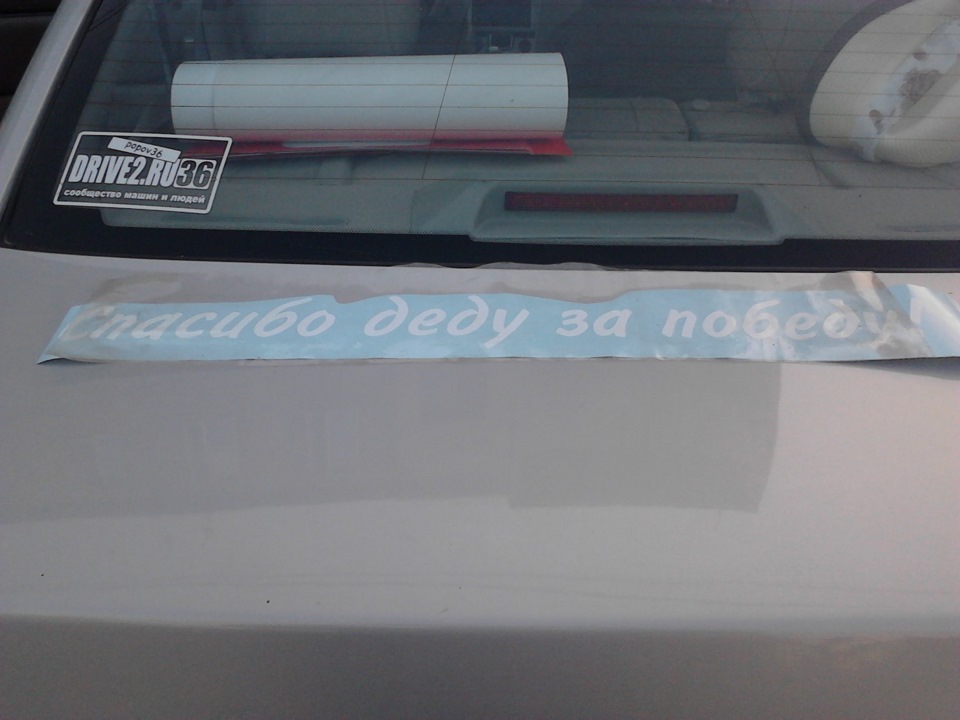 popov36
DRIVE2.RU 36
сообщество машин и людей
Спасибо деду за победу!